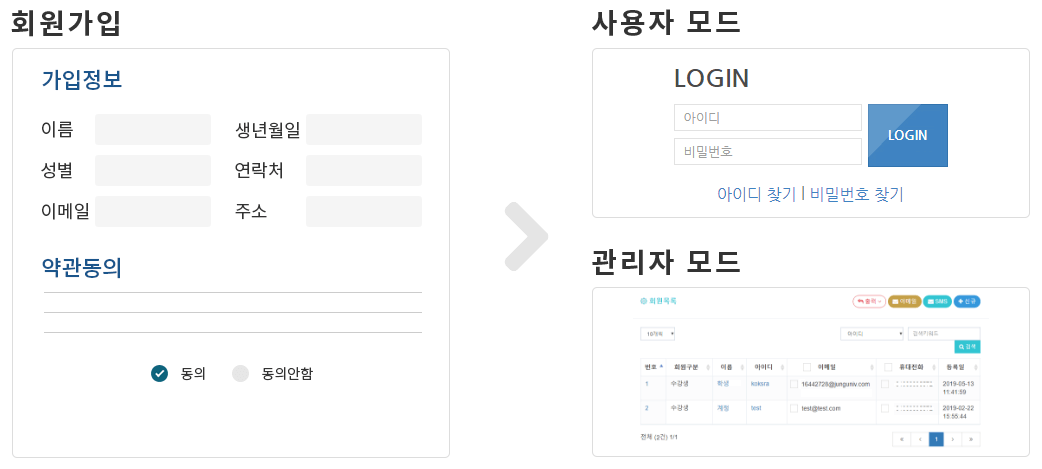 회원가입
가입정보
이름 생년월일
성별 연락처
이메일 주소
약관동의
동의 동의안함
사용자 모드
LOGIN
아이디
비밀번호
LOGIN
아이디 찾기 | 비밀번호 찾기
관리자 모드
회원목록
이메일 SMS 신규
10개씩 아이디 검색키워드
검색
번호 회원구분 이름 아이디 이메일 휴대전화 등록일
1 수강생 학생 koksra 16442728@junguniv.com 2019-05-13
11:41:59
2 수강생 test test@test.com 2019-02-22
15:55:44
전체 (2건) 1/1
« ‹ 1 › »